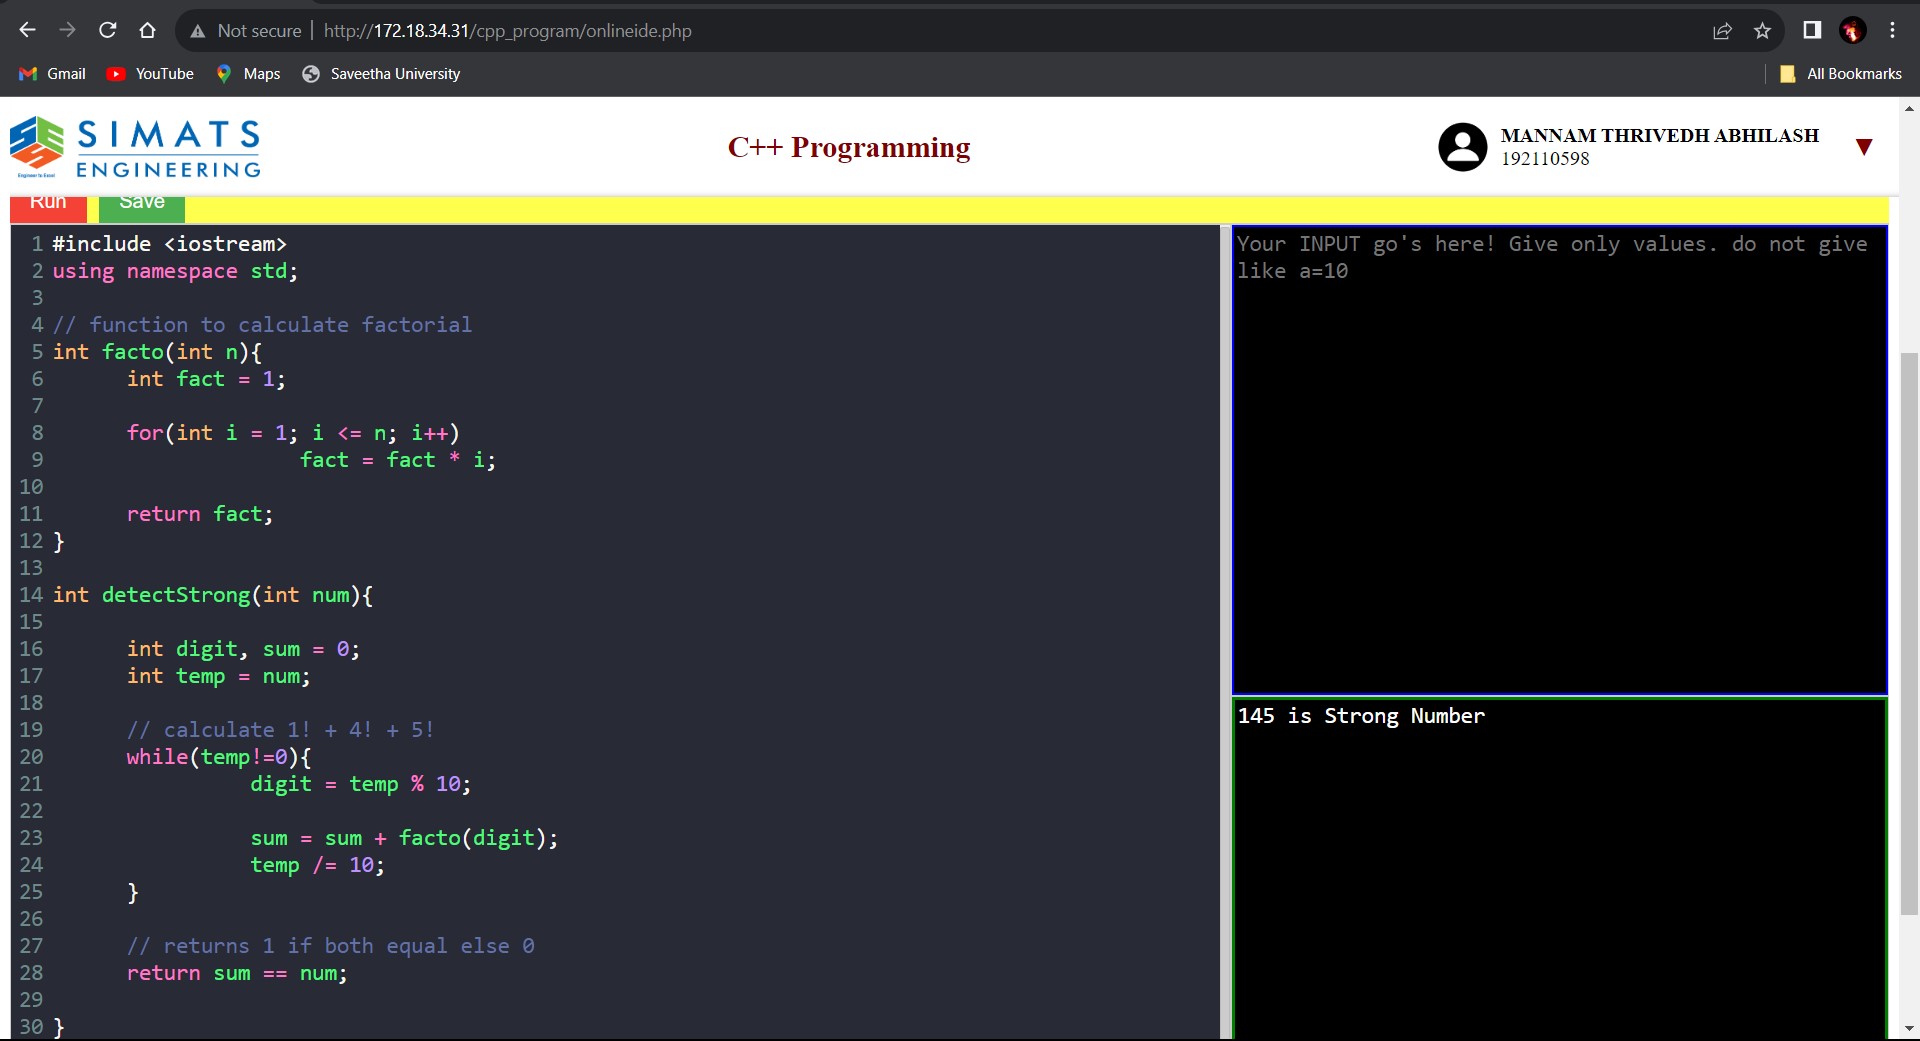 Not secure | http://172.18.34.31/cpp_program/onlineide.php
Gmail YouTube Maps Saveetha University All Bookmarks
SIMATS
ENGINEERING
Engineer to Excel
C++ Programming
MANNAM THRIVEDH ABHILASH ▼
192110598
Run Save
1 #include <iostream>
2 using namespace std;
3
4 // function to calculate factorial
5 int facto(int n){
6 int fact = 1;
7
8 for(int i = 1; i <= n; i++)
9 fact = fact * i;
10
11 return fact;
12 }
13
14 int detectStrong(int num){
15
16 int digit, sum = 0;
17 int temp = num;
18
19 // calculate 1! + 4! + 5!
20 while(temp!=0){
21 digit = temp % 10;
22
23 sum = sum + facto(digit);
24 temp /= 10;
25 }
26
27 // returns 1 if both equal else 0
28 return sum == num;
29
30 }
Your INPUT go's here! Give only values. do not give
like a=10
145 is Strong Number